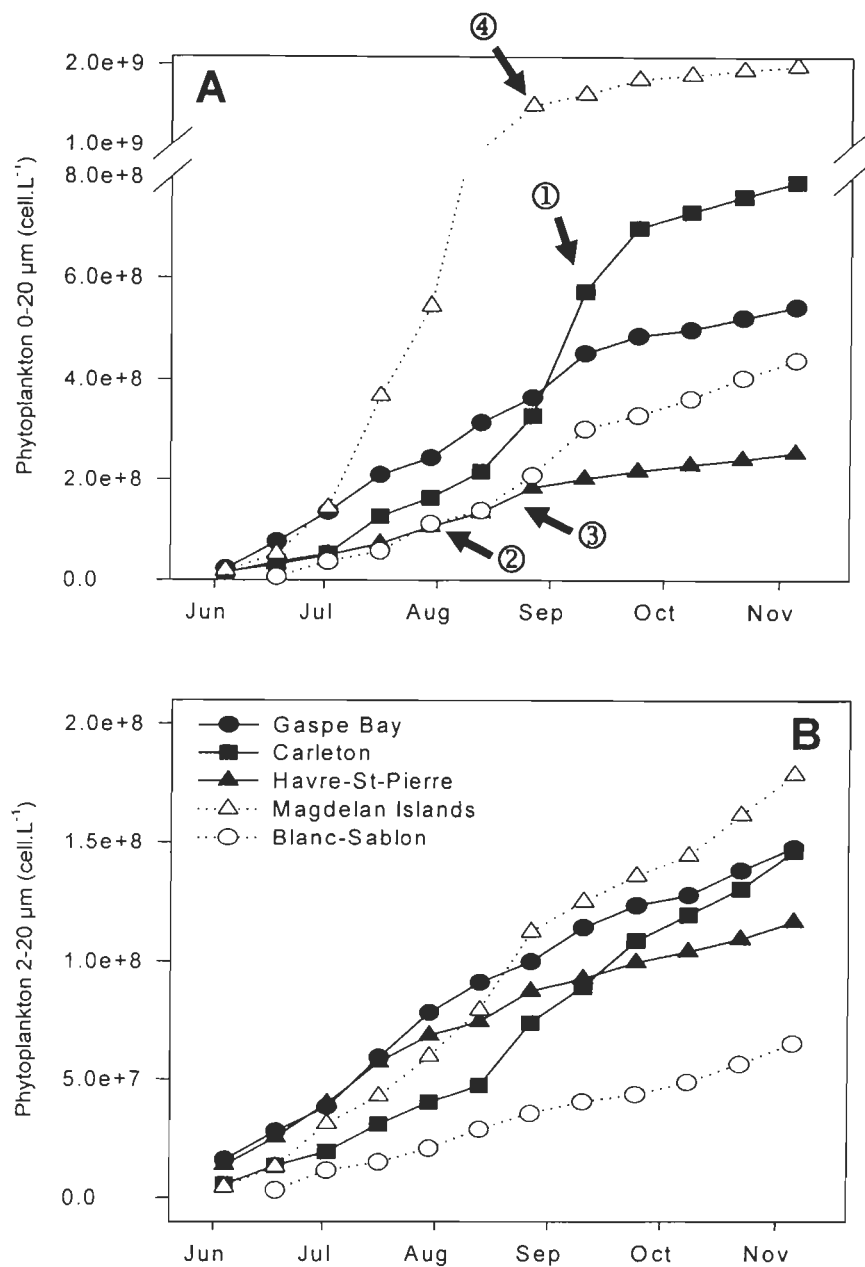 ④
2.0e+9
A
1.0e+9
8.0e+8
①
6.0e+8
4.0e+8
2.0e+8
③
②
0.0
Phytoplankton 0-20 µm (cell.L⁻¹)
Jun Jul Aug Sep Oct Nov
2.0e+8
Gaspe Bay
B
Carleton
Havre-St-Pierre
Magdelan Islands
1.5e+8
Blanc-Sablon
1.0e+8
5.0e+7
0.0
Phytoplankton 2-20 µm (cell.L⁻¹)
Jun Jul Aug Sep Oct Nov